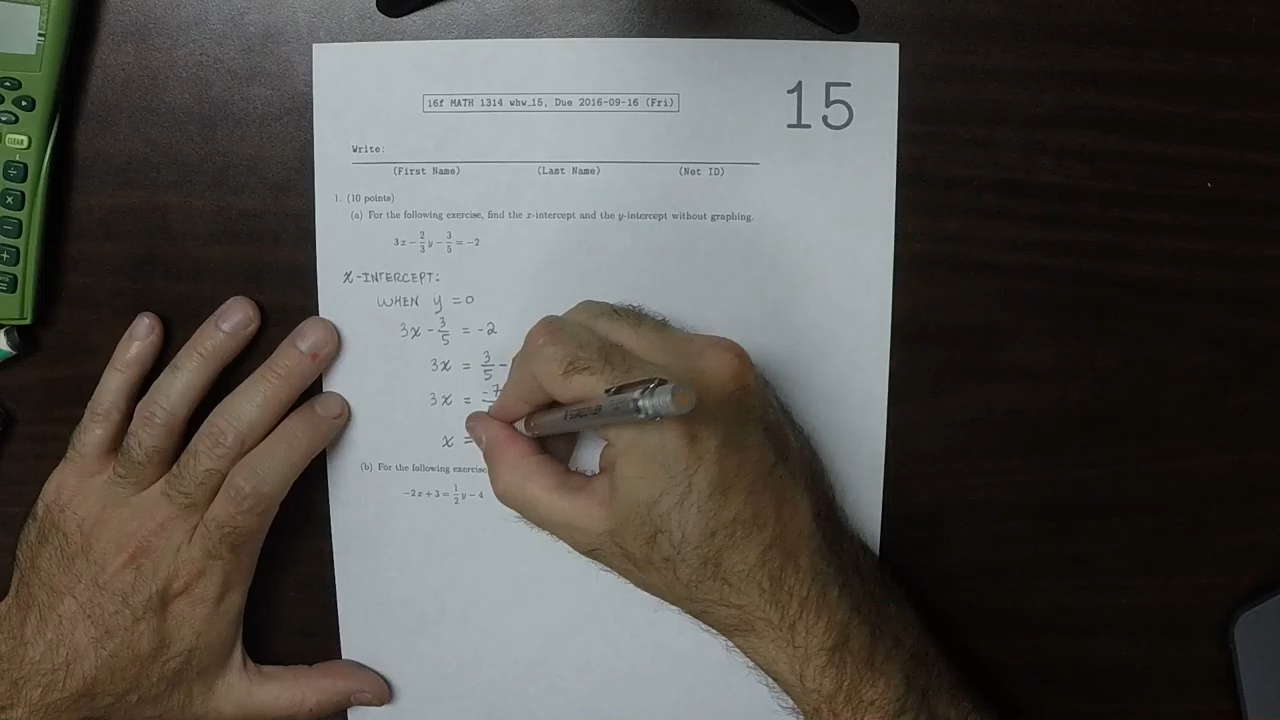 16f MATH 1314 whw_15, Due 2016-09-16 (Fri)
15
Write:
(First Name) (Last Name) (Net ID)
1. (10 points)
(a) For the following exercise, find the x-intercept and the y-intercept without graphing.
3x - 2/3 y - 3/5 = -2
x-INTERCEPT:
WHEN y = 0
3x - 3/5 = -2
3x = 3/5 -
3x = -7
x =
(b) For the following exercise
-2x + 3 = 1/2 y - 4
CLEAR